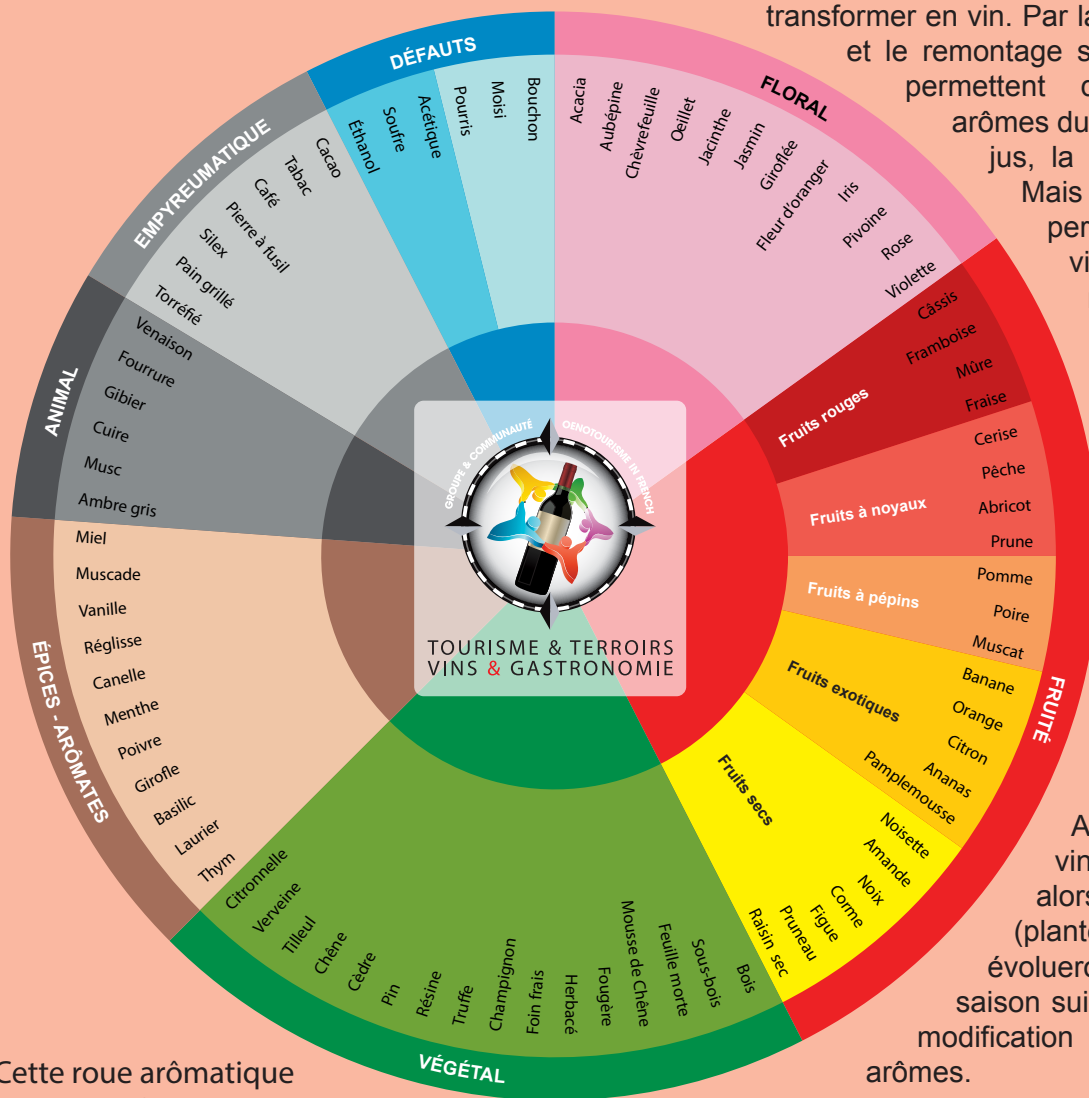 transformer en vin. Par la
et le remontage s
permettent
arômes du
jus, la
Mais
per
vi
DÉFAUTS
Éthanol
Soufre
Acétique
Pourris
Moisi
Bouchon
FLORAL
Acacia
Aubépine
Chèvrefeuille
Oeillet
Jacinthe
Jasmin
Giroflée
Fleur d'oranger
Iris
Pivoine
Rose
Violette
FRUITÉ
Fruits rouges
Câssis
Framboise
Mûre
Fraise
Fruits à noyaux
Cerise
Pêche
Abricot
Prune
Fruits à pépins
Pomme
Poire
Muscat
Fruits exotiques
Banane
Orange
Citron
Ananas
Pamplemousse
Fruits secs
Noisette
Amande
Noix
Corme
Figue
Pruneau
Raisin sec
VÉGÉTAL
Bois
Sous-bois
Feuille morte
Mousse de Chêne
Fougère
Herbacé
Foin frais
Champignon
Truffe
Résine
Pin
Cèdre
Chêne
Tilleul
Verveine
Citronnelle
ÉPICES - ARÔMATES
Thym
Laurier
Basilic
Girofle
Poivre
Menthe
Canelle
Réglisse
Vanille
Muscade
Miel
ANIMAL
Ambre gris
Musc
Cuire
Gibier
Fourrure
Venaison
EMPYREUMATIQUE
Torréfié
Pain grillé
Silex
Pierre à fusil
Café
Tabac
Cacao
GROUPE & COMMUNAUTÉ
OENOTOURISME IN FRENCH
TOURISME & TERROIRS
VINS & GASTRONOMIE
A
vin
alors
(plant
évoluero
saison sui
modification
arômes.
Cette roue arômatique